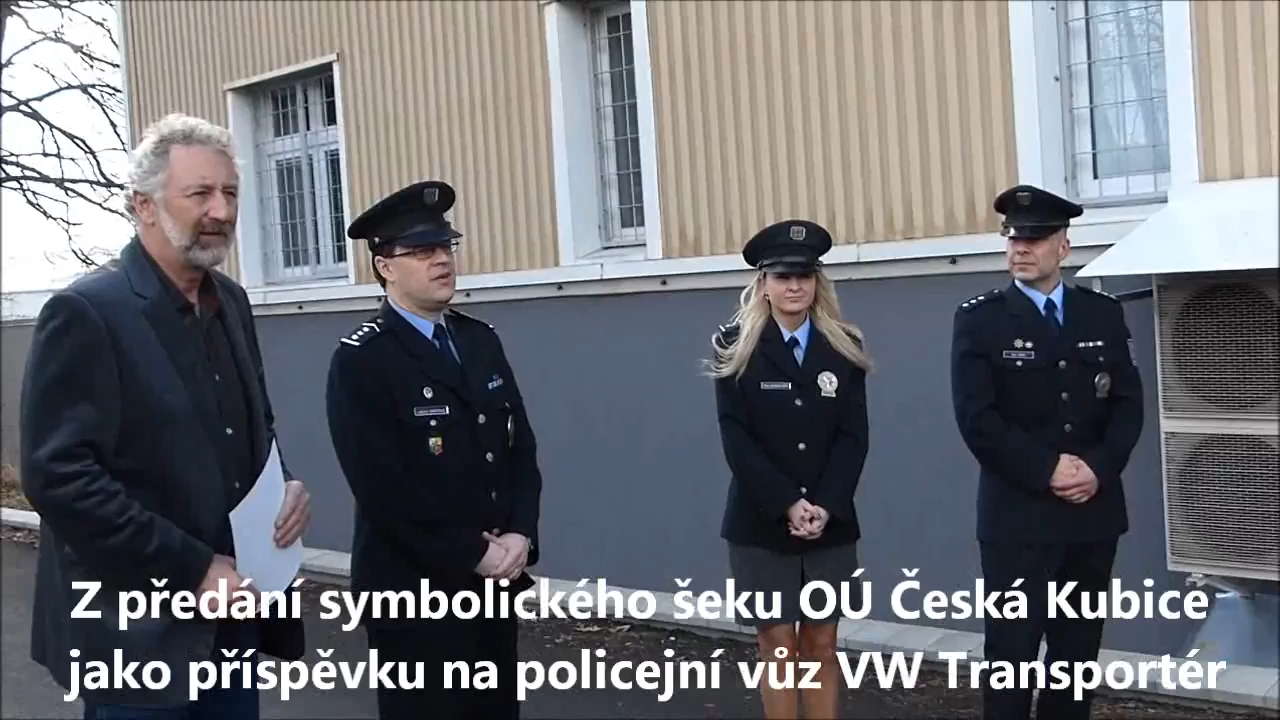 Z předání symbolického šeku OÚ Česká Kubice
jako příspěvku na policejní vůz VW Transportér